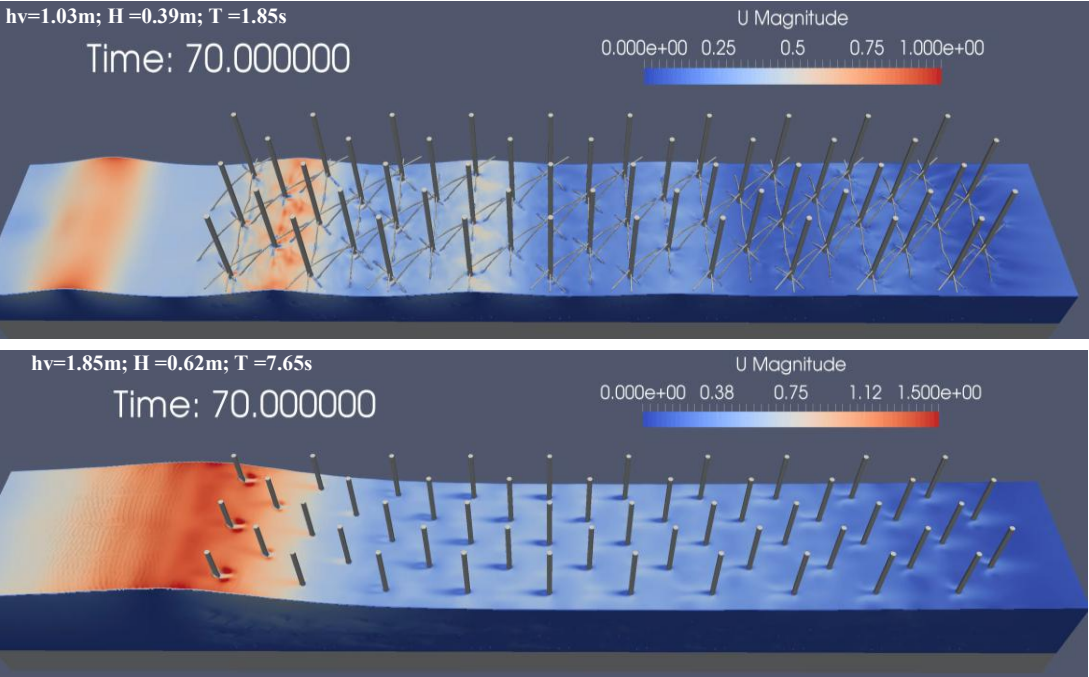 hv=1.03m; H =0.39m; T =1.85s
Time: 70.000000
U Magnitude
0.000e+00 0.25 0.5 0.75 1.000e+00
hv=1.85m; H =0.62m; T =7.65s
Time: 70.000000
U Magnitude
0.000e+00 0.38 0.75 1.12 1.500e+00